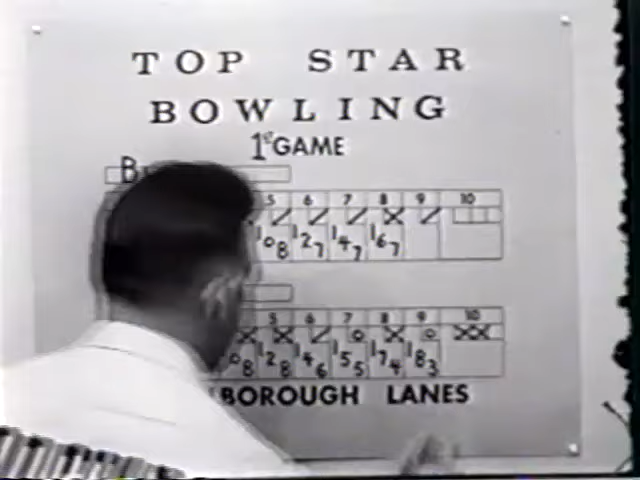 TOP STAR
BOWLING
1st GAME
5 6 7 8 9 10
/ / / X /
108 127 147 167
5 6 7 8 9 10
X X / O X O XX
128 146 155 174 183
BOROUGH LANES